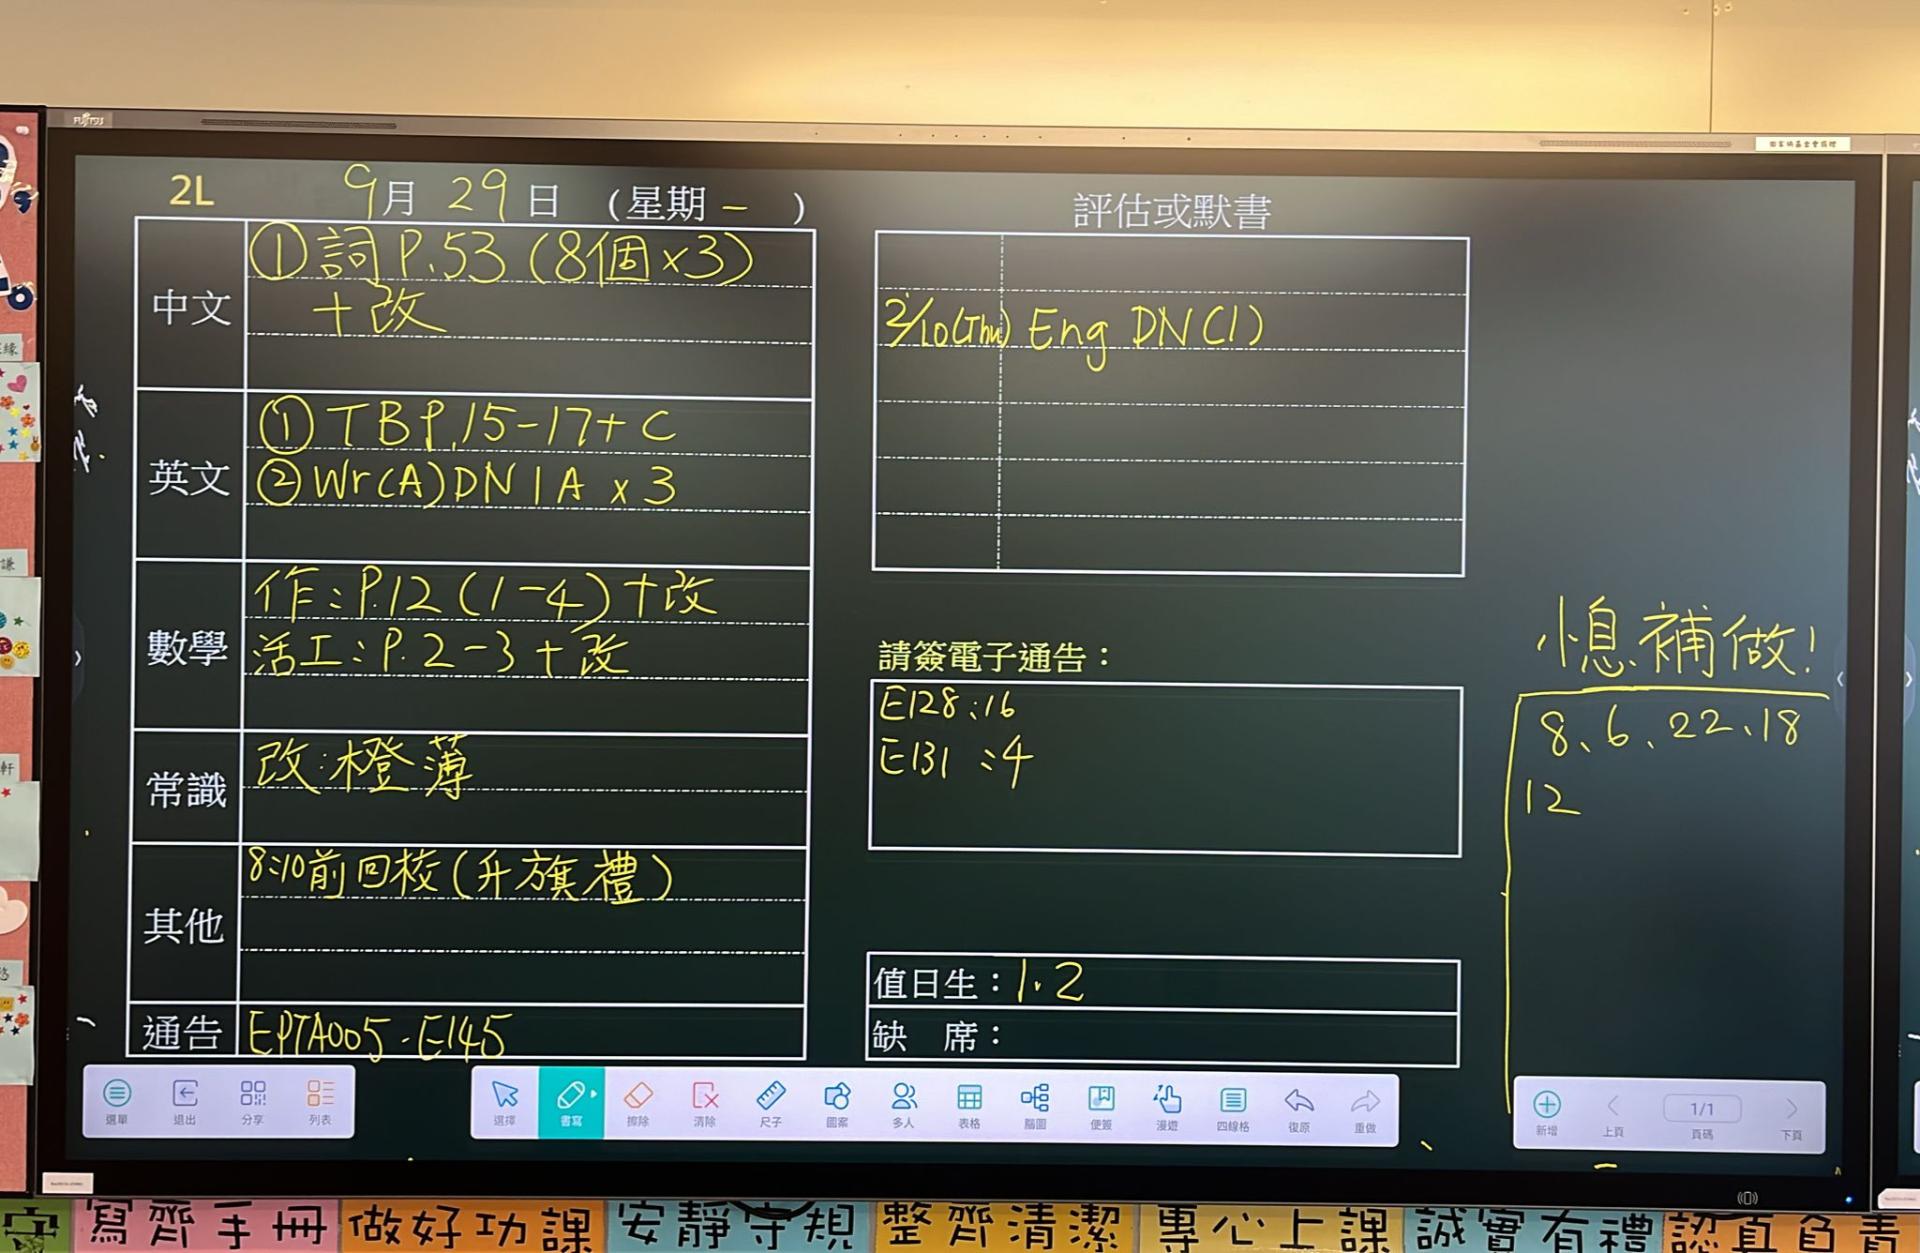 FUJITSU
2L 9月29日 (星期一)
中文
①詞 P.53 (8個×3)
+改
英文
①TB P.15-17+C
②Wr(A) DN 1A ×3
數學
作:P.12 (1-4)+改
活工:P.2-3+改
常識
改:橙薄
其他
8:10前回校(升旗禮)
通告
EPTA005、E145
評估或默書
2/10(Thu) Eng DN(1)
請簽電子通告：
E128:16
E131:4
值日生：1、2
缺 席：
小息補做!
8、6、22、18
12
選單 退出 分享 列表
選擇 書寫 擦除 清除 尺子 圖案 多人 表格 腦圖 便簽 漫遊 四線格 復原 重做
新增 上頁 1/1 頁碼 下頁
守 寫齊手冊 做好功課 安靜守規 整齊清潔 專心上課 誠實有禮 認真負責